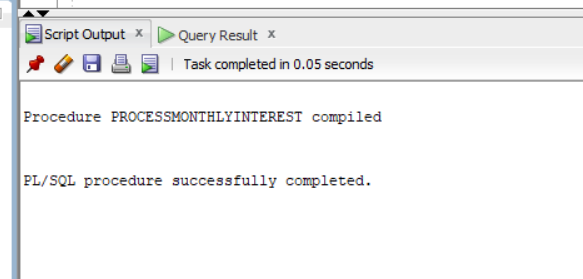 Script Output x Query Result x
Task completed in 0.05 seconds
Procedure PROCESSMONTHLYINTEREST compiled
PL/SQL procedure successfully completed.